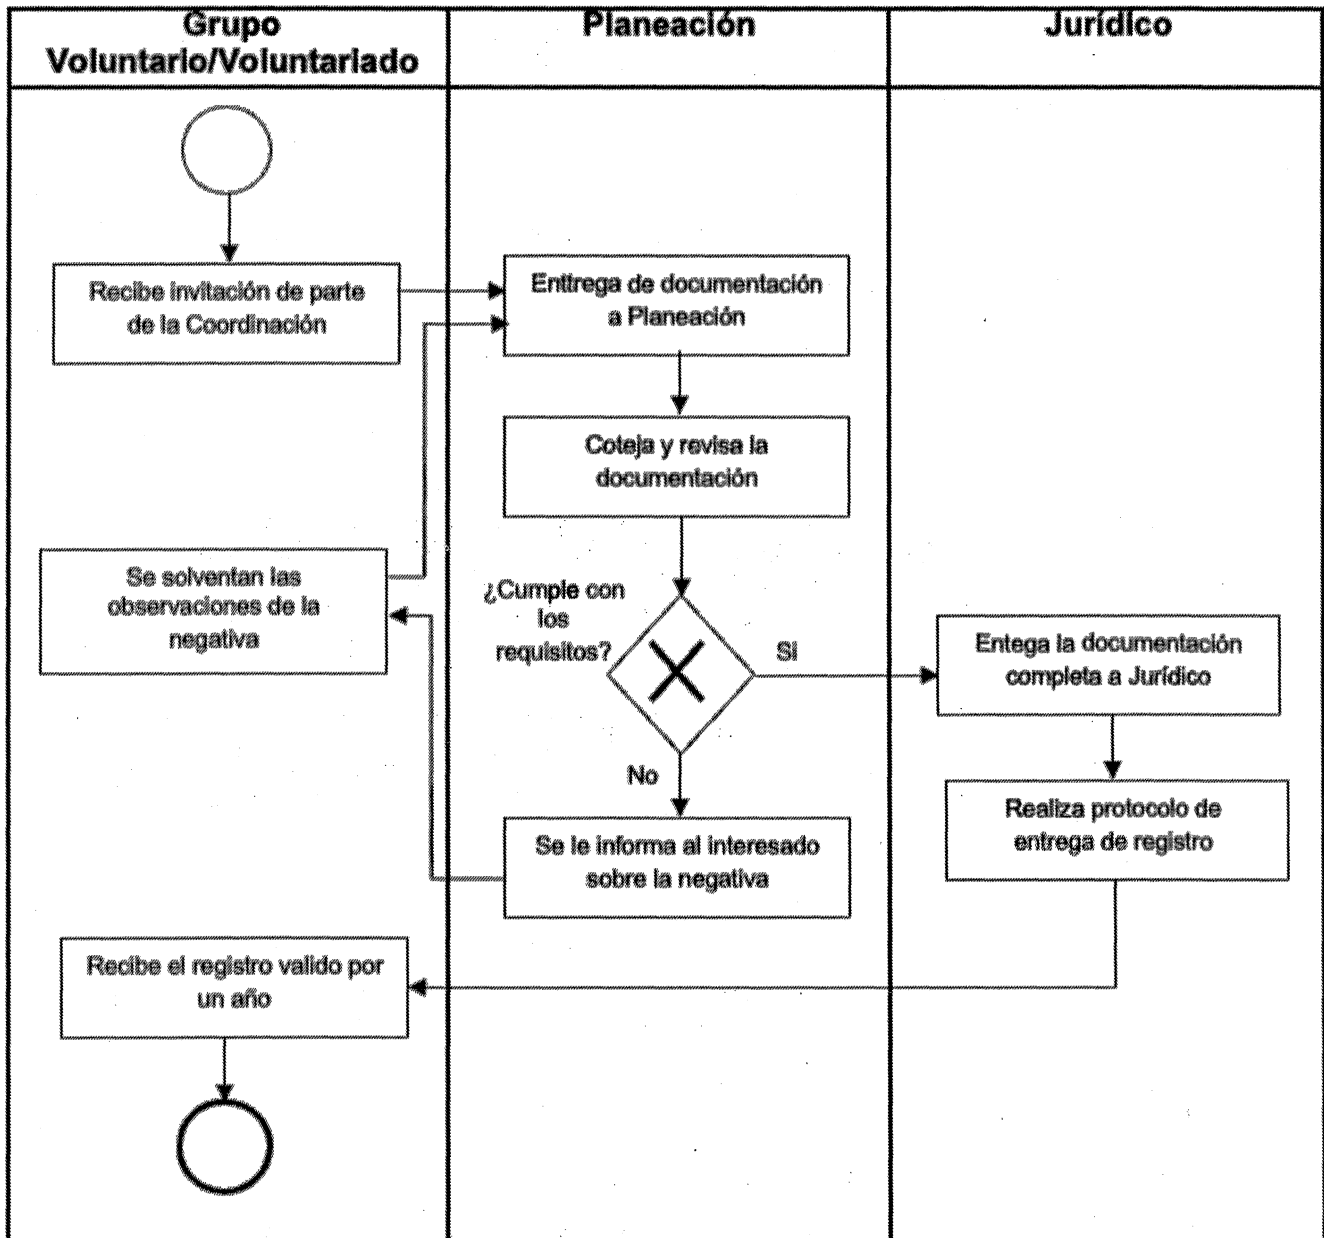 Grupo
Voluntario/Voluntariado
Planeación
Jurídico
Recibe invitación de parte
de la Coordinación
Enttrega de documentación
a Planeación
Coteja y revisa la
documentación
Se solventan las
observaciones de la
negativa
¿Cumple con
los
requisitos?
Si
Entega la documentación
completa a Jurídico
No
Realiza protocolo de
entrega de registro
Se le informa al interesado
sobre la negativa
Recibe el registro valido por
un año